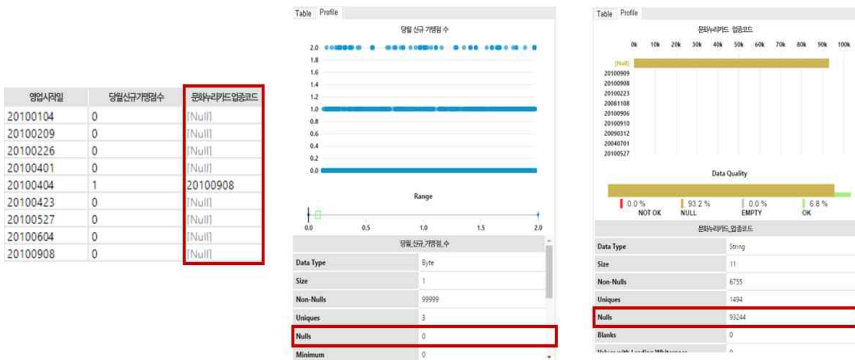 영업시작일 당월신규가맹점수 문화누리카드업종코드
20100104 0 [Null]
20100209 0 [Null]
20100226 0 [Null]
20100401 0 [Null]
20100404 1 20100908
20100423 0 [Null]
20100527 0 [Null]
20100604 0 [Null]
20100908 0 [Null]
Table Profile
당월 신규 가맹점 수
2.0
1.8
1.6
1.4
1.2
1.0
0.8
0.6
0.4
0.2
0.0
Range
0.0 0.5 1.0 1.5 2.0
당월_신규_가맹점_수
Data Type Byte
Size 1
Non-Nulls 99999
Uniques 3
Nulls 0
Minimum 0
Table Profile
문화누리카드 업종코드
0k 10k 20k 30k 40k 50k 60k 70k 80k 90k 100k
[Null]
20100909
20100908
20100223
20081108
20100906
20100910
20090312
20040701
20100527
Data Quality
0.0 % 93.2 % 0.0 % 6.8 %
NOT OK NULL EMPTY OK
문화누리카드_업종코드
Data Type String
Size 11
Non-Nulls 6735
Uniques 1494
Nulls 93244
Blanks 0
Values with Leading Whitespace 0